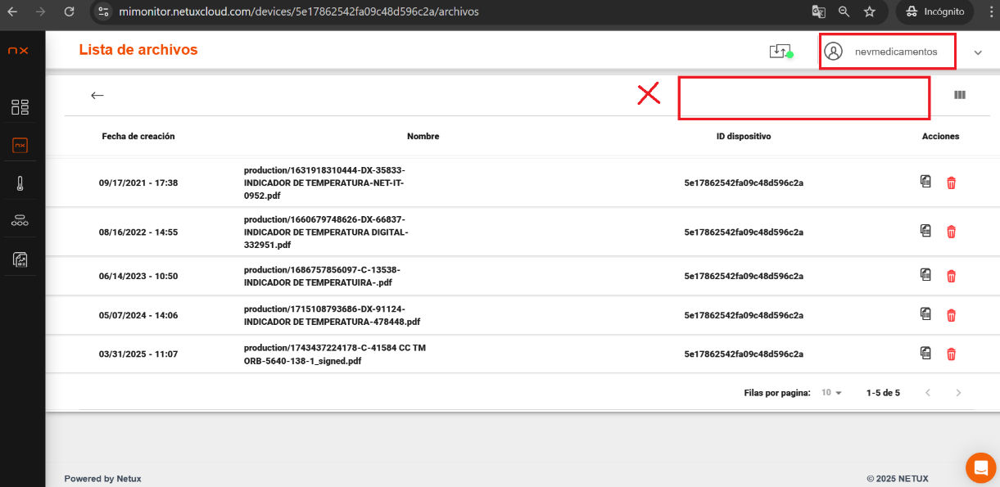 mimonitor.netuxcloud.com/devices/5e17862542fa09c48d596c2a/archivos
Incógnito
nx
Lista de archivos
nevmedicamentos
Fecha de creación Nombre ID dispositivo Acciones
production/1631918310444-DX-35833-
09/17/2021 - 17:38 INDICADOR DE TEMPERATURA-NET-IT- 5e17862542fa09c48d596c2a
0952.pdf
production/1660679748626-DX-66837-
08/16/2022 - 14:55 INDICADOR DE TEMPERATURA DIGITAL- 5e17862542fa09c48d596c2a
332951.pdf
production/1686757856097-C-13538-
06/14/2023 - 10:50 5e17862542fa09c48d596c2a
INDICADOR DE TEMPERATUIRA-.pdf
production/1715108793686-DX-91124-
05/07/2024 - 14:06 5e17862542fa09c48d596c2a
INDICADOR DE TEMPERATURA-478448.pdf
production/1743437224178-C-41584 CC TM
03/31/2025 - 11:07 5e17862542fa09c48d596c2a
ORB-5640-138-1_signed.pdf
Filas por pagina: 10 1-5 de 5
Powered by Netux © 2025 NETUX